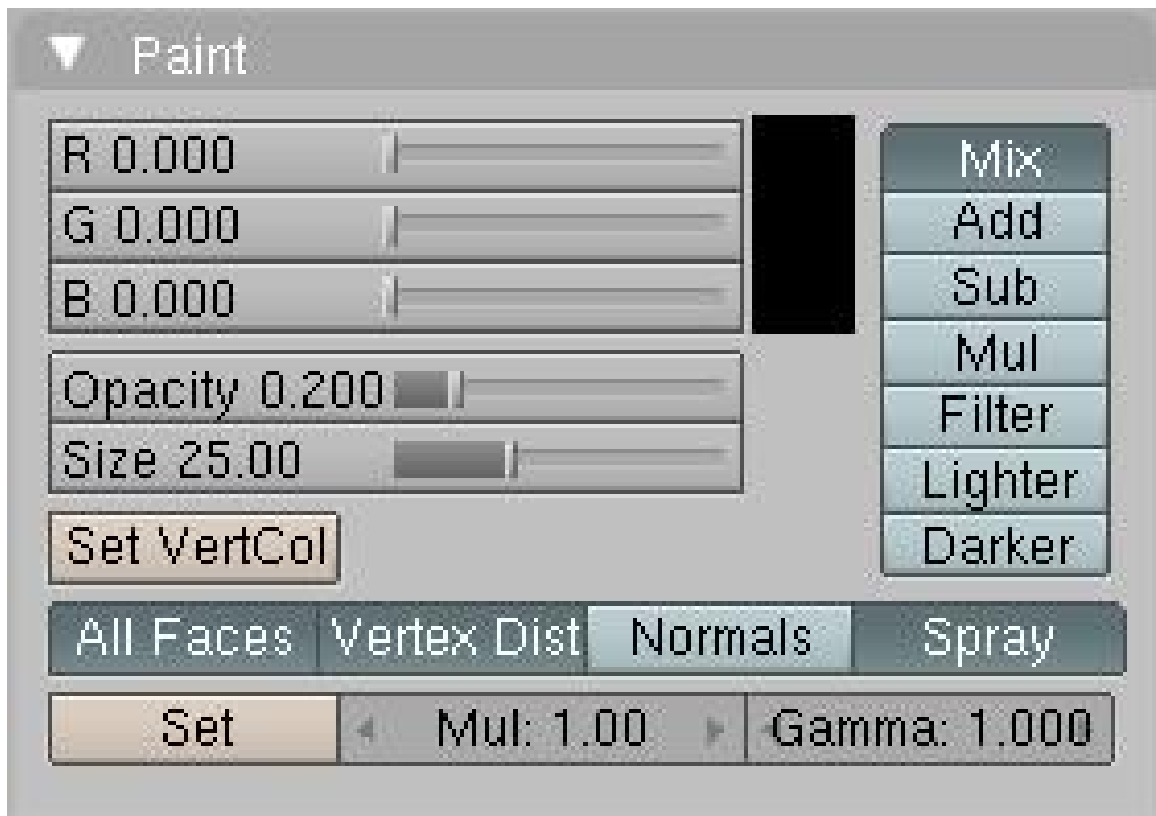 Paint
R 0.000
G 0.000
B 0.000
Opacity 0.200
Size 25.00
Set VertCol
Mix
Add
Sub
Mul
Filter
Lighter
Darker
All Faces Vertex Dist Normals Spray
Set Mul: 1.00 Gamma: 1.000